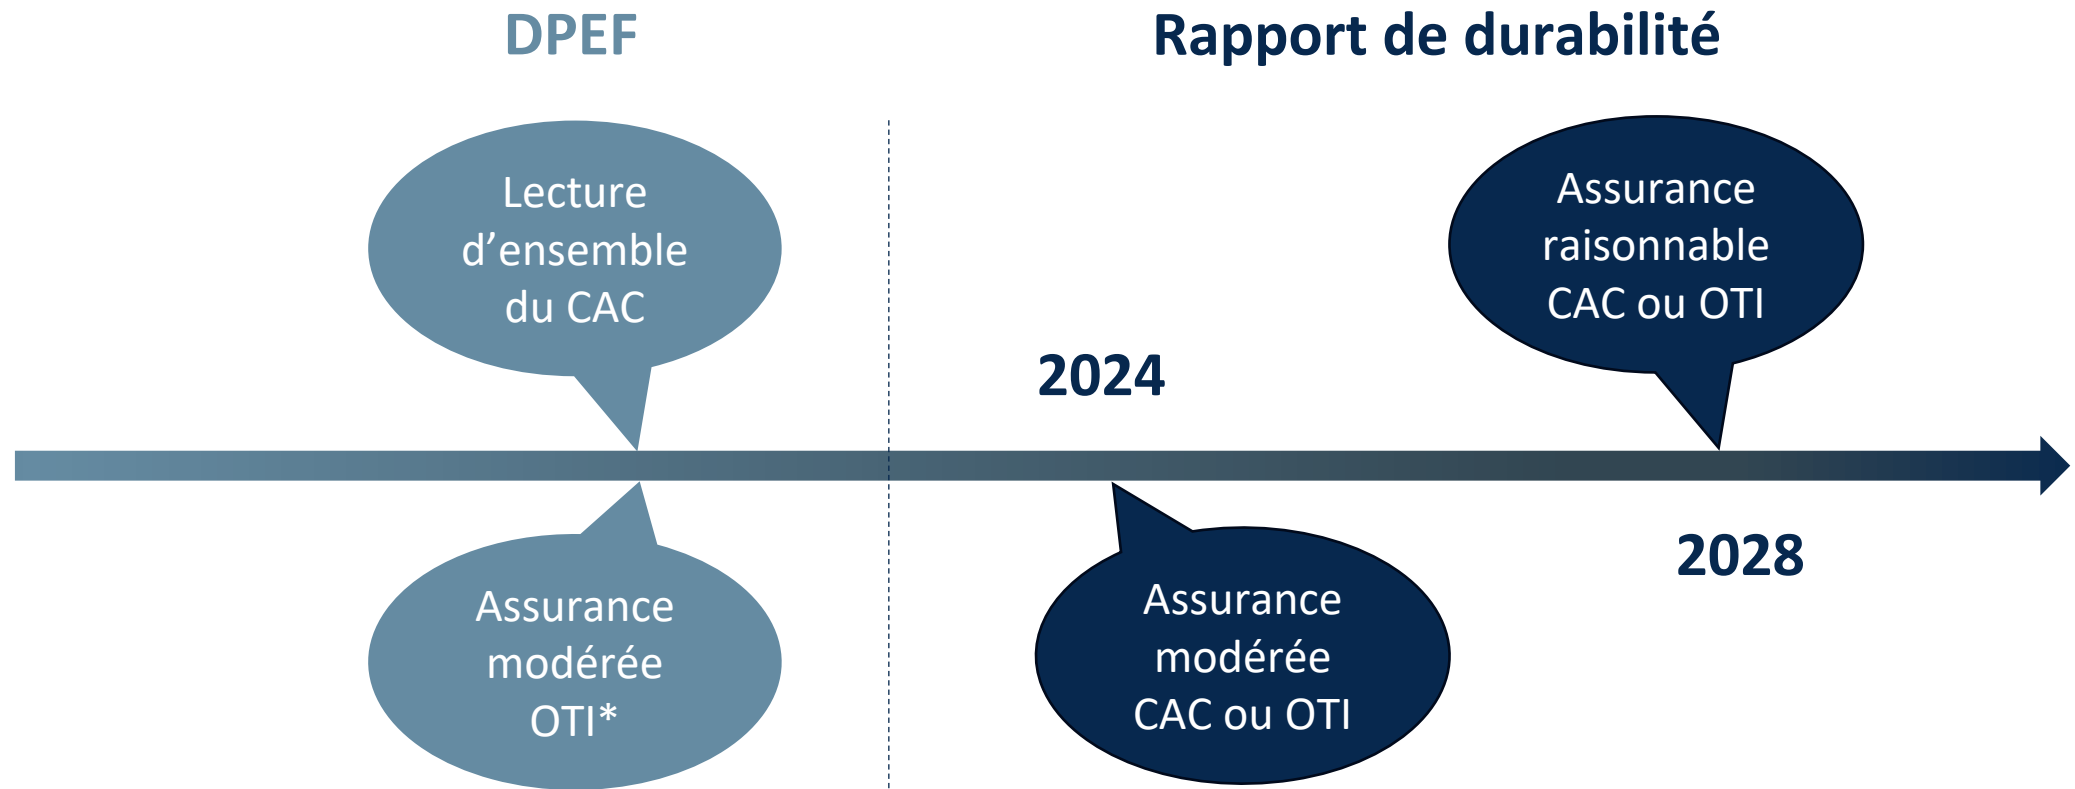 DPEF
Rapport de durabilité
Lecture
d’ensemble
du CAC
Assurance
raisonnable
CAC ou OTI
2024
2028
Assurance
modérée
OTI*
Assurance
modérée
CAC ou OTI